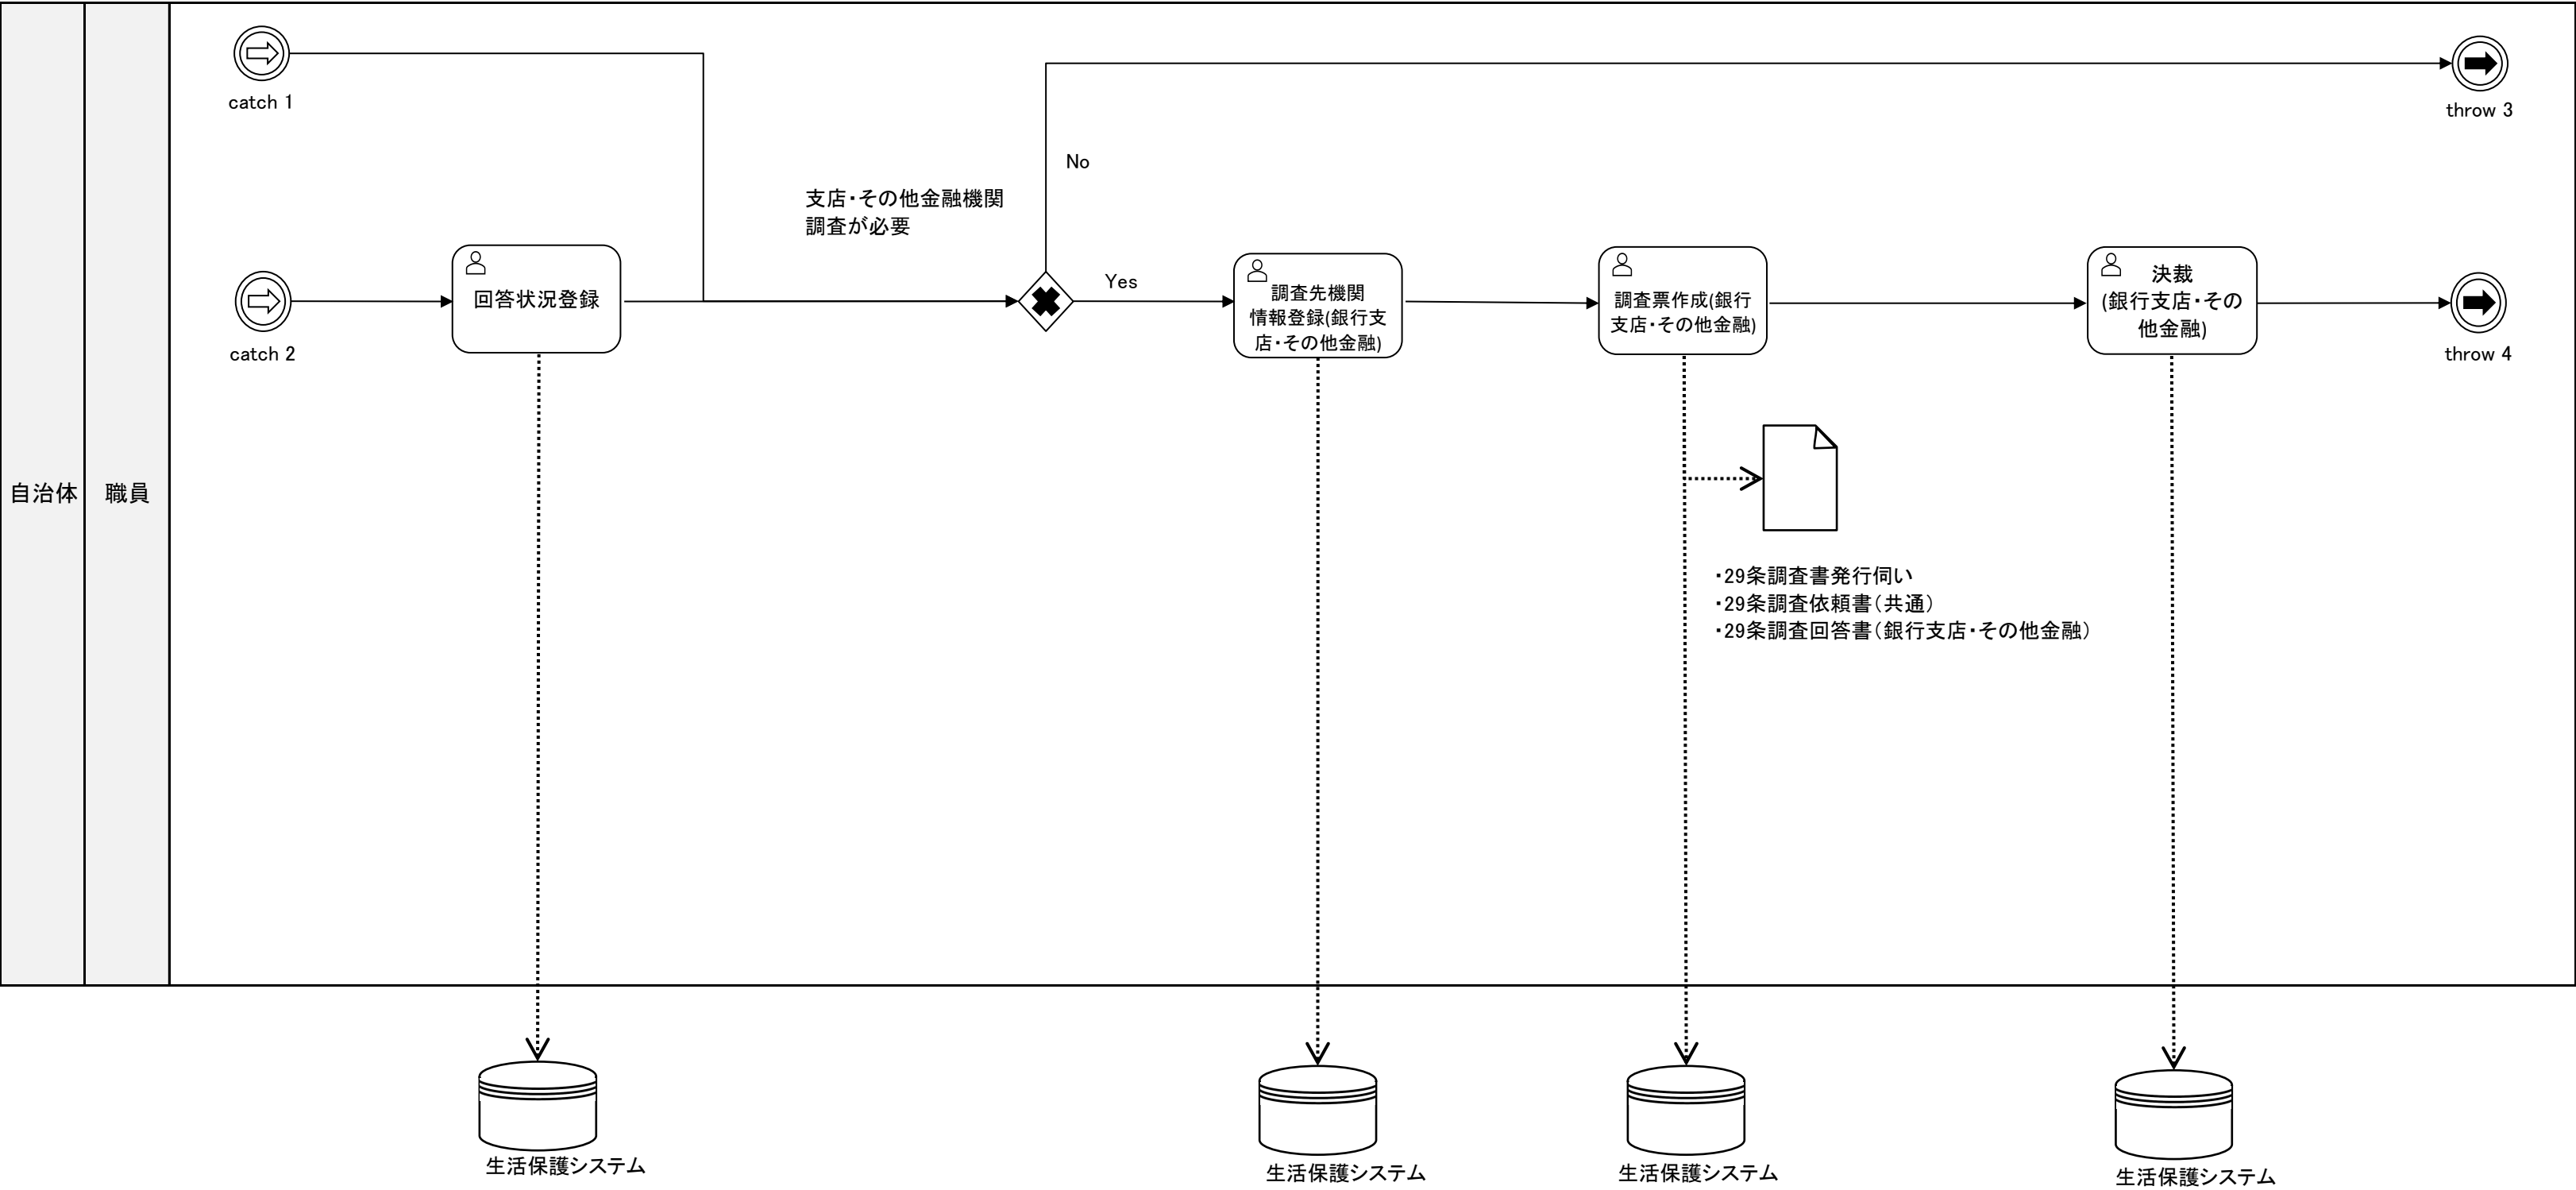 catch 1
throw 3
No
支店・その他金融機関
調査が必要
Yes
catch 2
回答状況登録
調査先機関
情報登録(銀行支
店・その他金融)
調査票作成(銀行
支店・その他金融)
決裁
(銀行支店・その
他金融)
throw 4
自治体
職員
・29条調査書発行伺い
・29条調査依頼書（共通）
・29条調査回答書（銀行支店・その他金融）
生活保護システム
生活保護システム
生活保護システム
生活保護システム